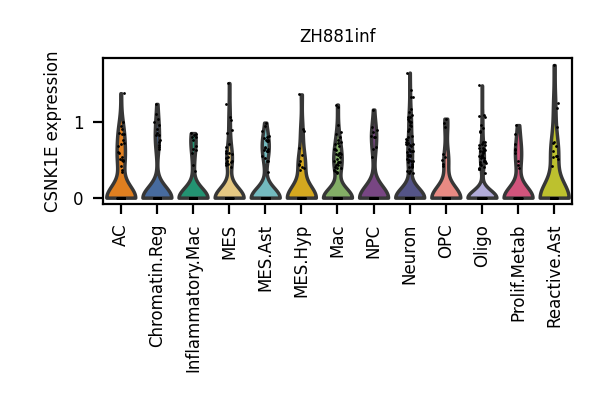 ZH881inf
CSNK1E expression
1
0
AC
Chromatin.Reg
Inflammatory.Mac
MES
MES.Ast
MES.Hyp
Mac
NPC
Neuron
OPC
Oligo
Prolif.Metab
Reactive.Ast